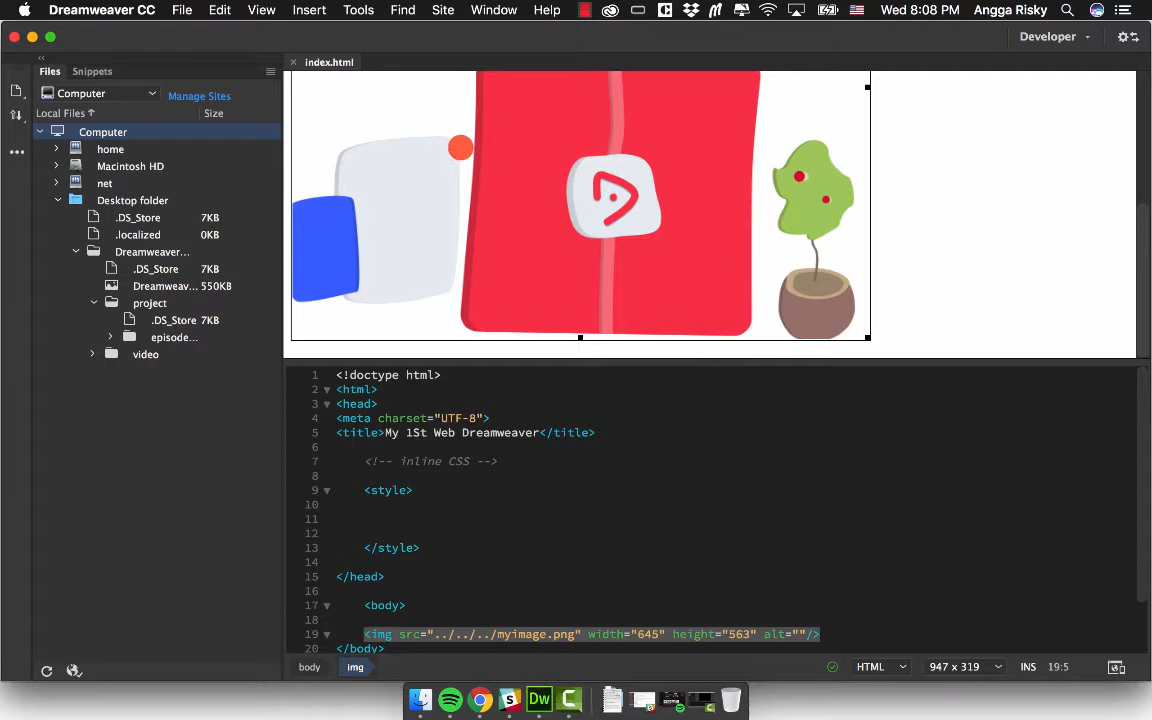 Dreamweaver CC File Edit View Insert Tools Find Site Window Help Wed 8:08 PM Angga Risky
Developer
Files Snippets
index.html
Computer Manage Sites
Local Files Size
Computer
home
Macintosh HD
net
Desktop folder
.DS_Store 7KB
.localized 0KB
Dreamweaver...
.DS_Store 7KB
Dreamweav... 550KB
project
.DS_Store 7KB
episode...
video
1 <!doctype html>
2 <html>
3 <head>
4 <meta charset="UTF-8">
5 <title>My 1St Web Dreamweaver</title>
6
7 <!-- inline CSS -->
8
9 <style>
10
11
12
13 </style>
14
15 </head>
16
17 <body>
18
19 <img src="../../../myimage.png" width="645" height="563" alt=""/>
20 </body>
body img HTML 947 x 319 INS 19:5
S Dw C